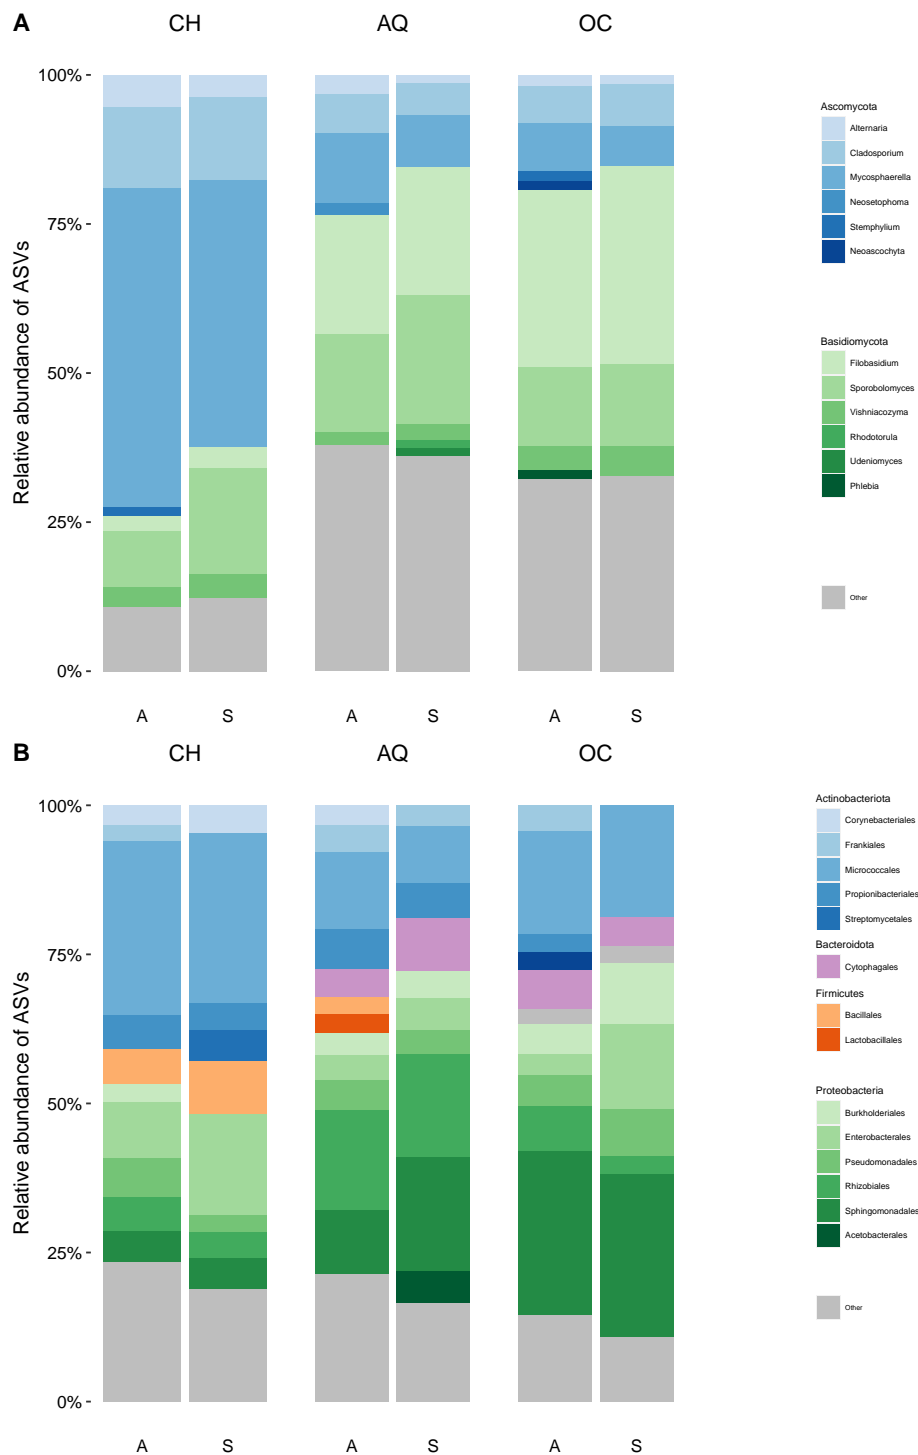 A
CH
AQ
OC
Relative abundance of ASVs
100%
75%
50%
25%
0%
A
S
A
S
A
S
Ascomycota
Alternaria
Cladosporium
Mycosphaerella
Neosetophoma
Stemphylium
Neoascochyta
Basidiomycota
Filobasidium
Sporobolomyces
Vishniacozyma
Rhodotorula
Udeniomyces
Phlebia
Other
B
CH
AQ
OC
Relative abundance of ASVs
100%
75%
50%
25%
0%
A
S
A
S
A
S
Actinobacteriota
Corynebacteriales
Frankiales
Micrococcales
Propionibacteriales
Streptomycetales
Bacteroidota
Cytophagales
Firmicutes
Bacillales
Lactobacillales
Proteobacteria
Burkholderiales
Enterobacterales
Pseudomonadales
Rhizobiales
Sphingomonadales
Acetobacterales
Other